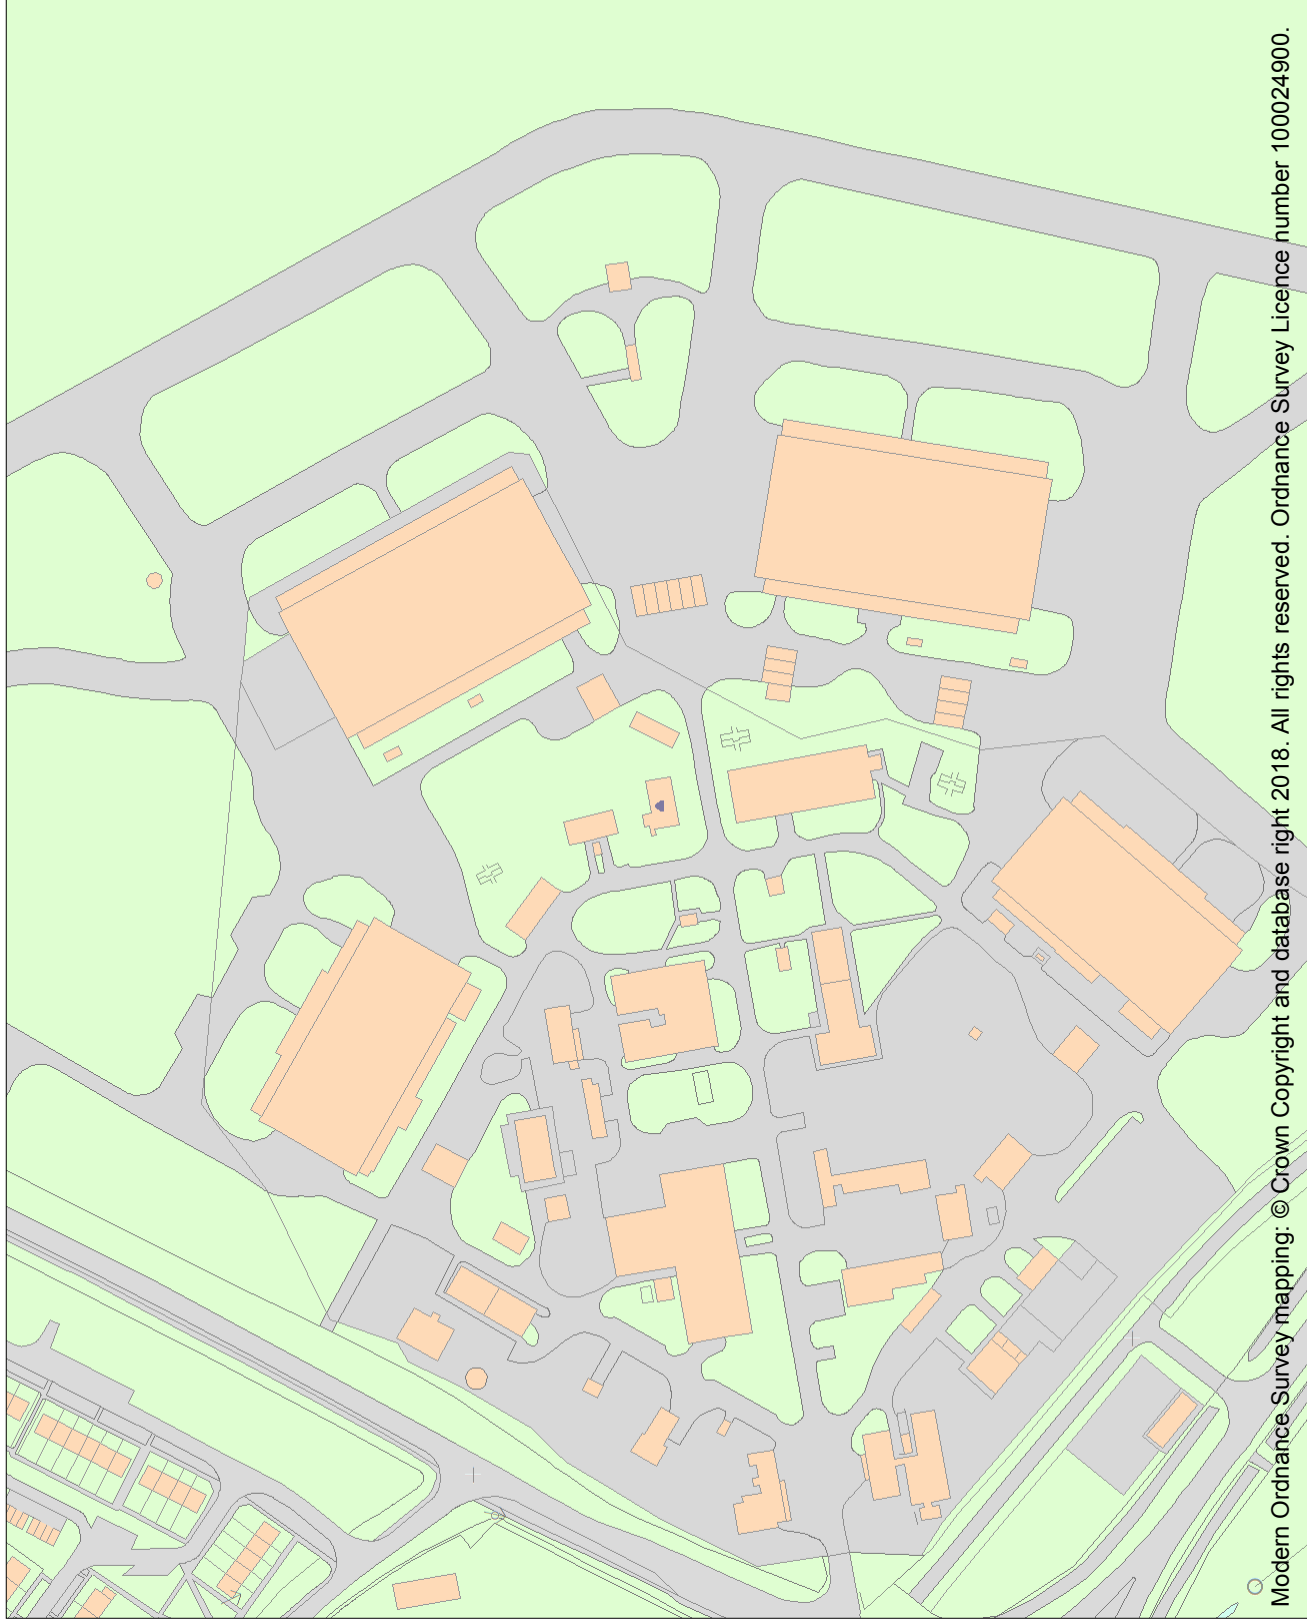 Modern Ordnance Survey mapping: © Crown Copyright and database right 2018. All rights reserved. Ordnance Survey Licence number 100024900.